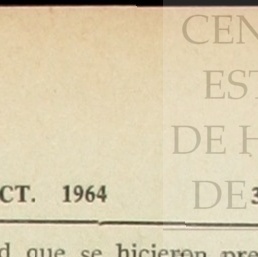 CEN
EST
DE H
CT. 1964
DE
d que se hicieron pre